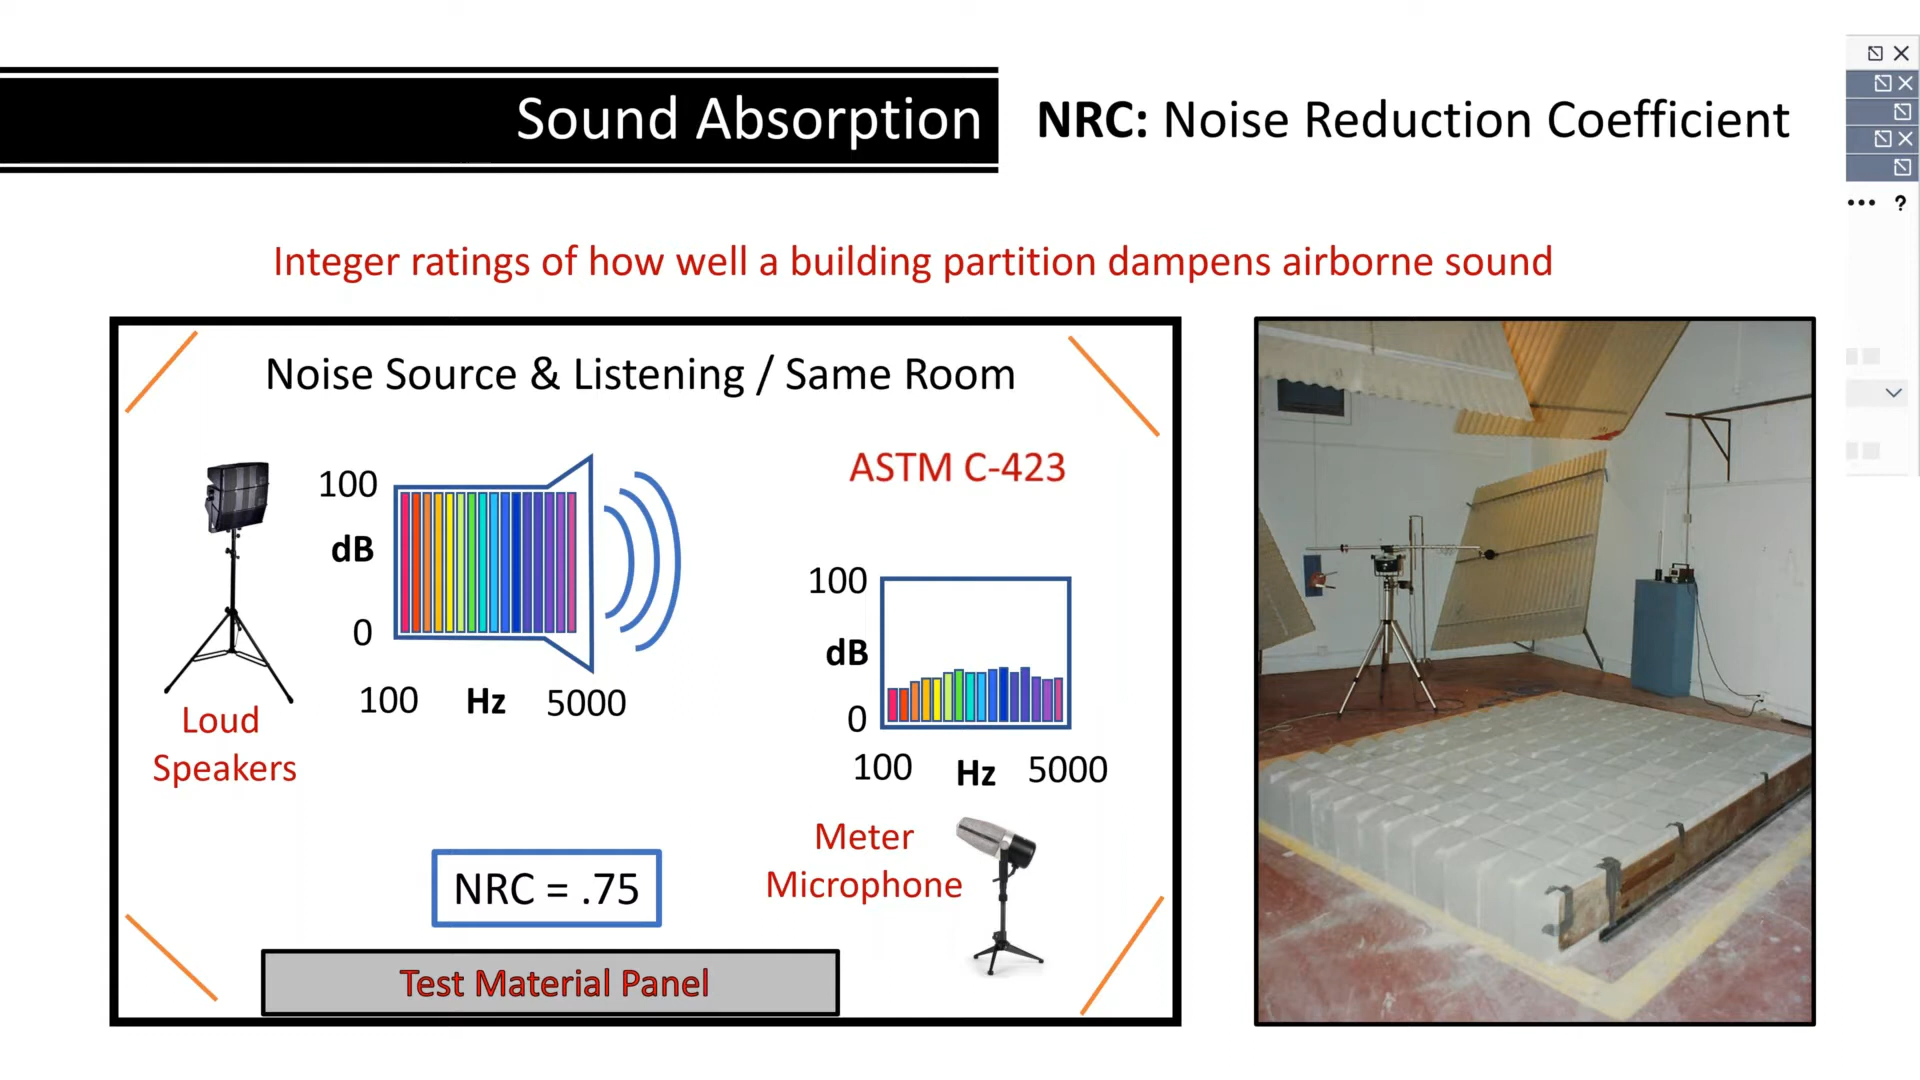 Sound Absorption
NRC: Noise Reduction Coefficient
••• ?
Integer ratings of how well a building partition dampens airborne sound
Noise Source & Listening / Same Room
ASTM C-423
100
dB
0
100 Hz 5000
Loud
Speakers
100
dB
0
100 Hz 5000
Meter
Microphone
NRC = .75
Test Material Panel